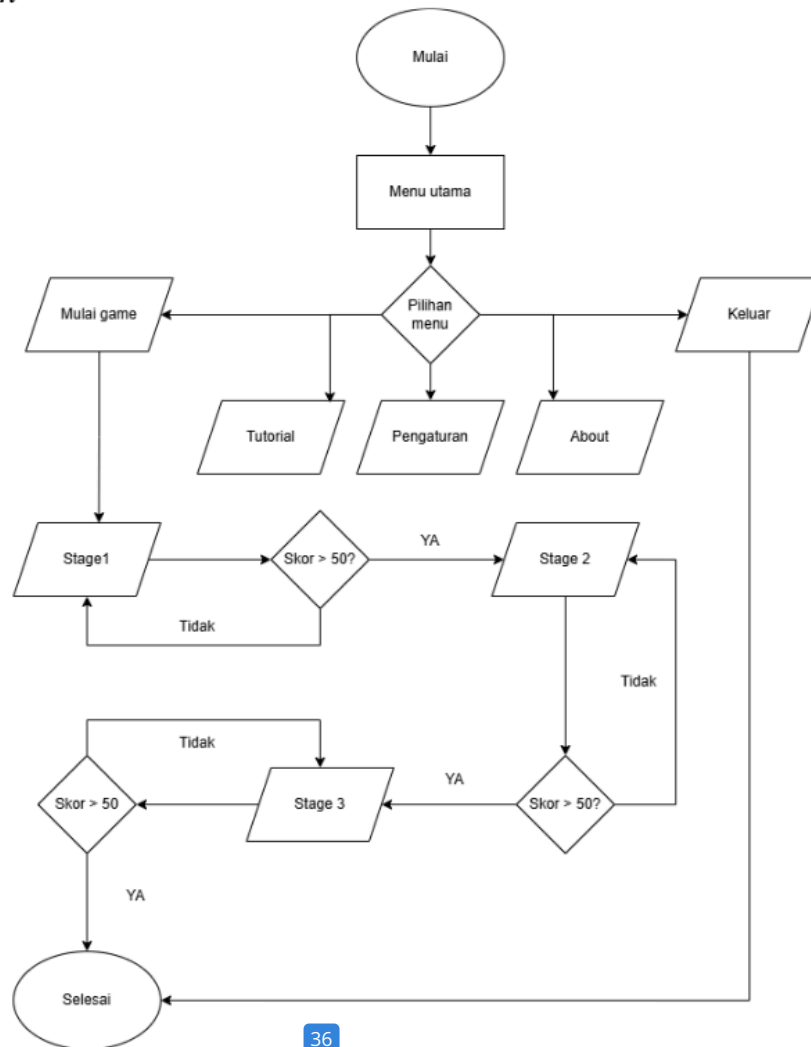 Mulai
Menu utama
Pilihan
menu
Mulai game
Keluar
Tutorial
Pengaturan
About
Stage1
Skor > 50?
YA
Stage 2
Tidak
Tidak
Tidak
Skor > 50
Stage 3
YA
Skor > 50?
YA
Selesai
36